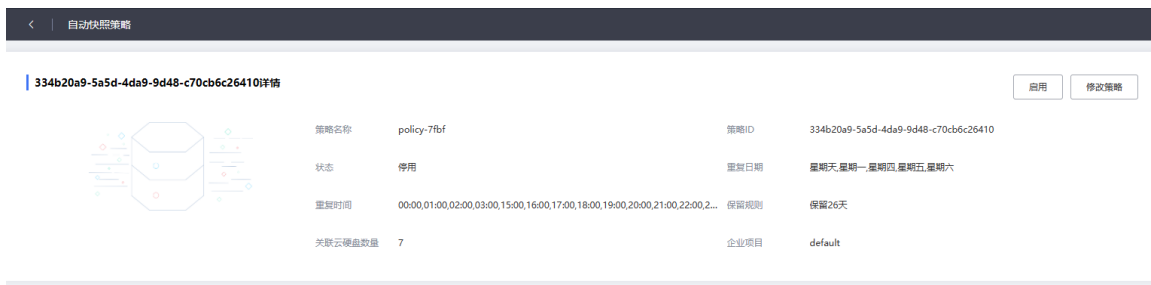 自动快照策略
334b20a9-5a5d-4da9-9d48-c70cb6c26410详情
启用 修改策略
策略名称 policy-7fbf 策略ID 334b20a9-5a5d-4da9-9d48-c70cb6c26410
状态 停用 重复日期 星期天,星期一,星期四,星期五,星期六
重复时间 00:00,01:00,02:00,03:00,15:00,16:00,17:00,18:00,19:00,20:00,21:00,22:00,2... 保留规则 保留26天
关联云硬盘数量 7 企业项目 default